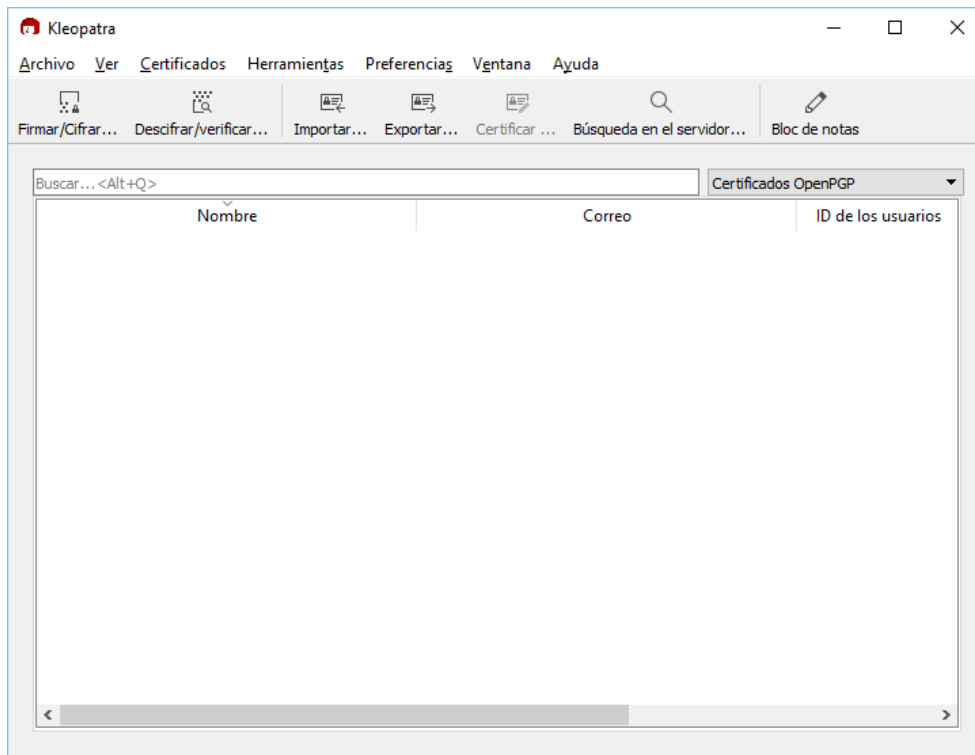 Kleopatra
Archivo Ver Certificados Herramientas Preferencias Ventana Ayuda
Firmar/Cifrar... Descifrar/verificar... Importar... Exportar... Certificar ... Búsqueda en el servidor... Bloc de notas
Buscar...<Alt+Q> Certificados OpenPGP
Nombre Correo ID de los usuarios